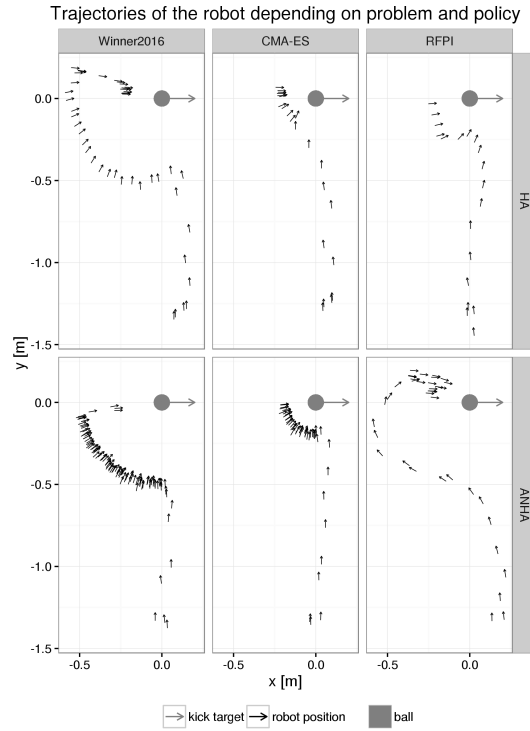 Trajectories of the robot depending on problem and policy
Winner2016 CMA-ES RFPI
0.0
-0.5
-1.0
-1.5
HA
0.0
-0.5
-1.0
-1.5
ANHA
y [m]
-0.5 0.0 -0.5 0.0 -0.5 0.0
x [m]
kick target robot position ball